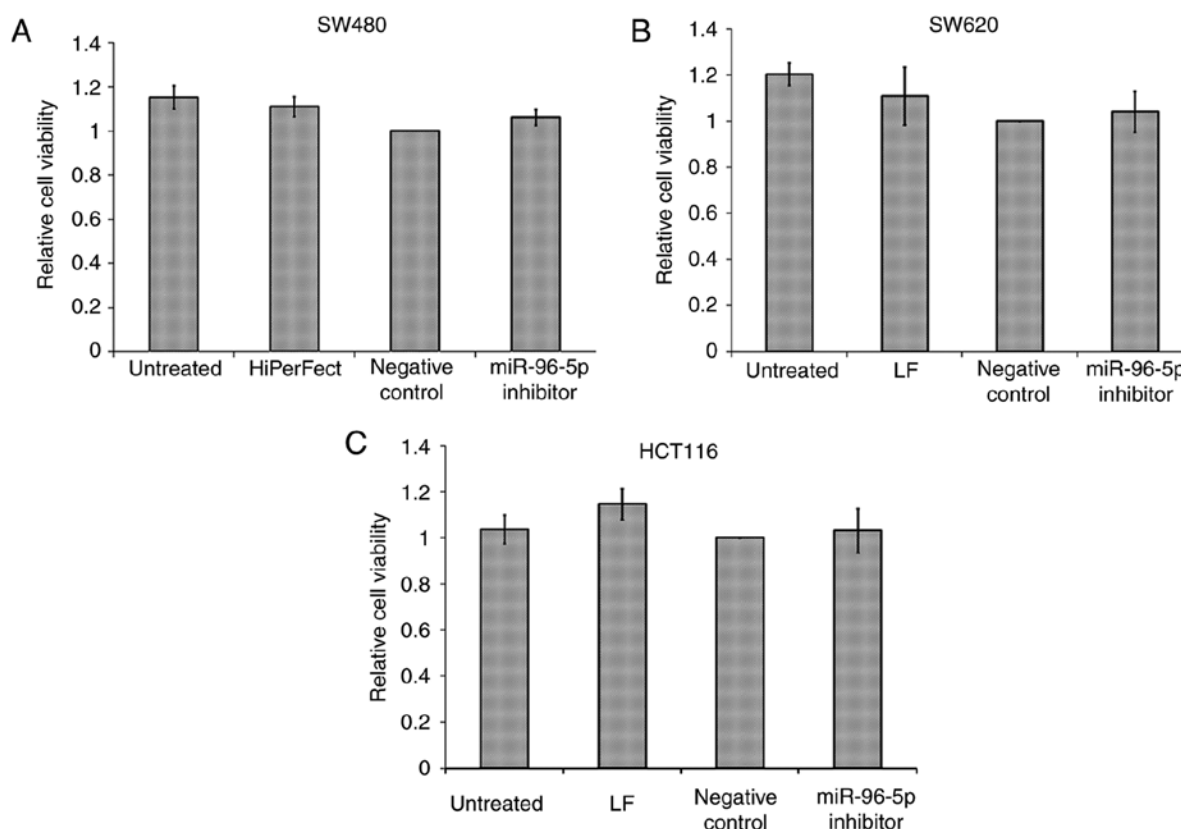 A
SW480
Relative cell viability
1.4
1.2
1
0.8
0.6
0.4
0.2
0
Untreated
HiPerFect
Negative
control
miR-96-5p
inhibitor
B
SW620
Relative cell viability
1.4
1.2
1
0.8
0.6
0.4
0.2
0
Untreated
LF
Negative
control
miR-96-5p
inhibitor
C
HCT116
Relative cell viability
1.4
1.2
1
0.8
0.6
0.4
0.2
0
Untreated
LF
Negative
control
miR-96-5p
inhibitor